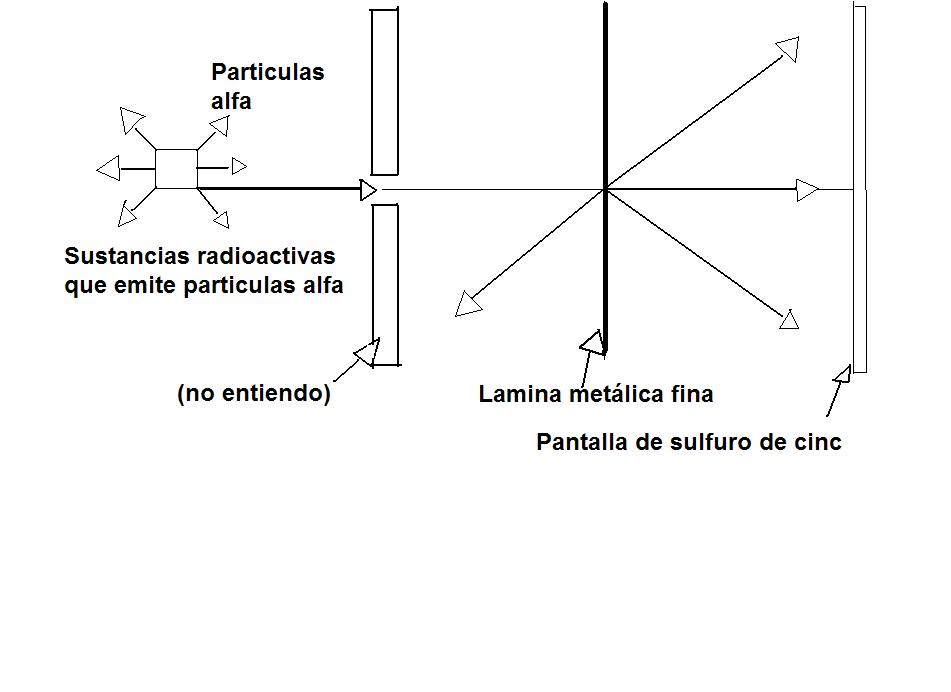 Particulas
alfa
Sustancias radioactivas
que emite particulas alfa
(no entiendo)
Lamina metálica fina
Pantalla de sulfuro de cinc